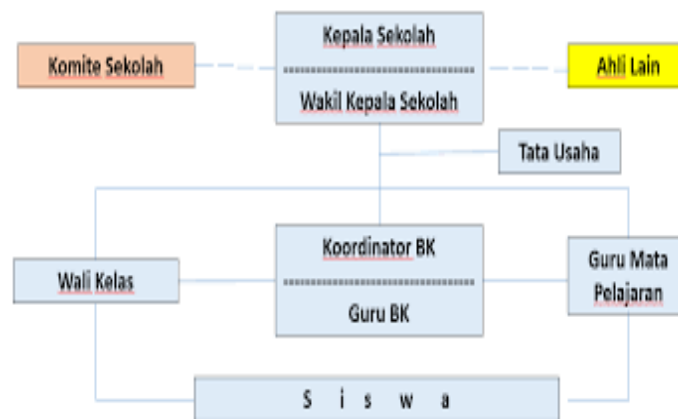 Kepala Sekolah
Komite Sekolah
Ahli Lain
Wakil Kepala Sekolah
Tata Usaha
Koordinator BK
Wali Kelas
Guru BK
Guru Mata
Pelajaran
S i s w a